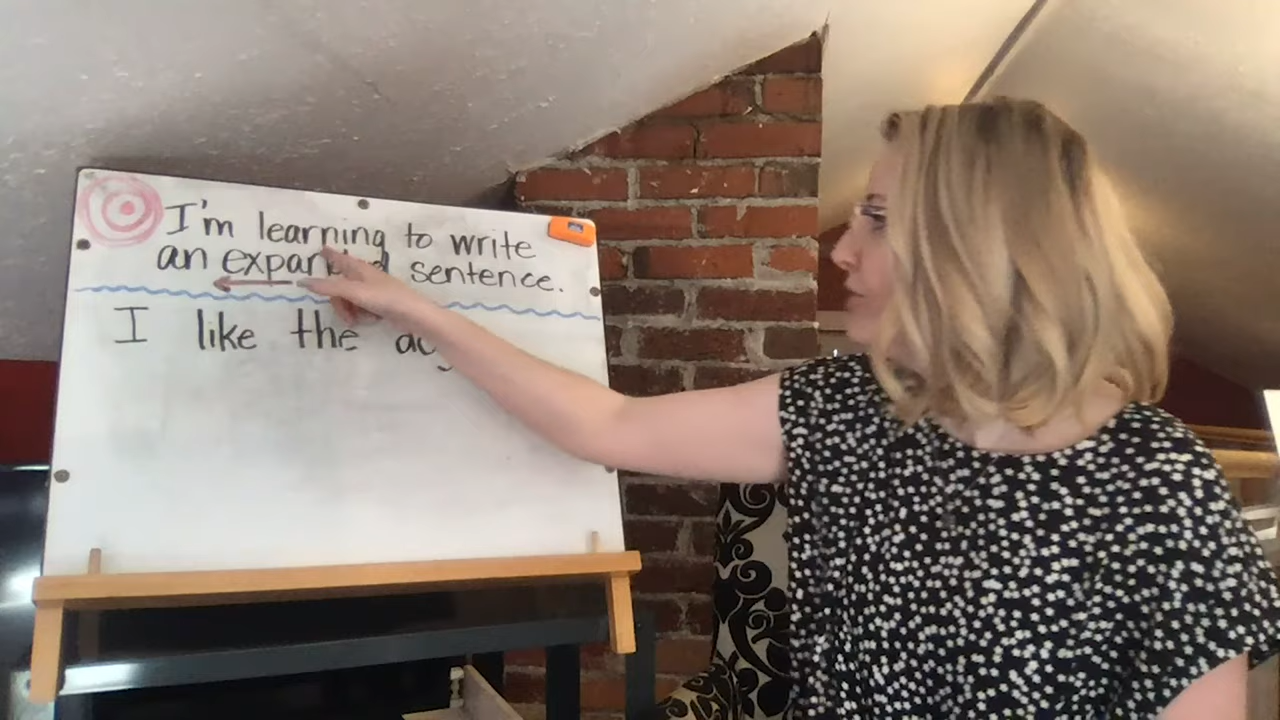 I'm learning to write
an expanded sentence.
I like the